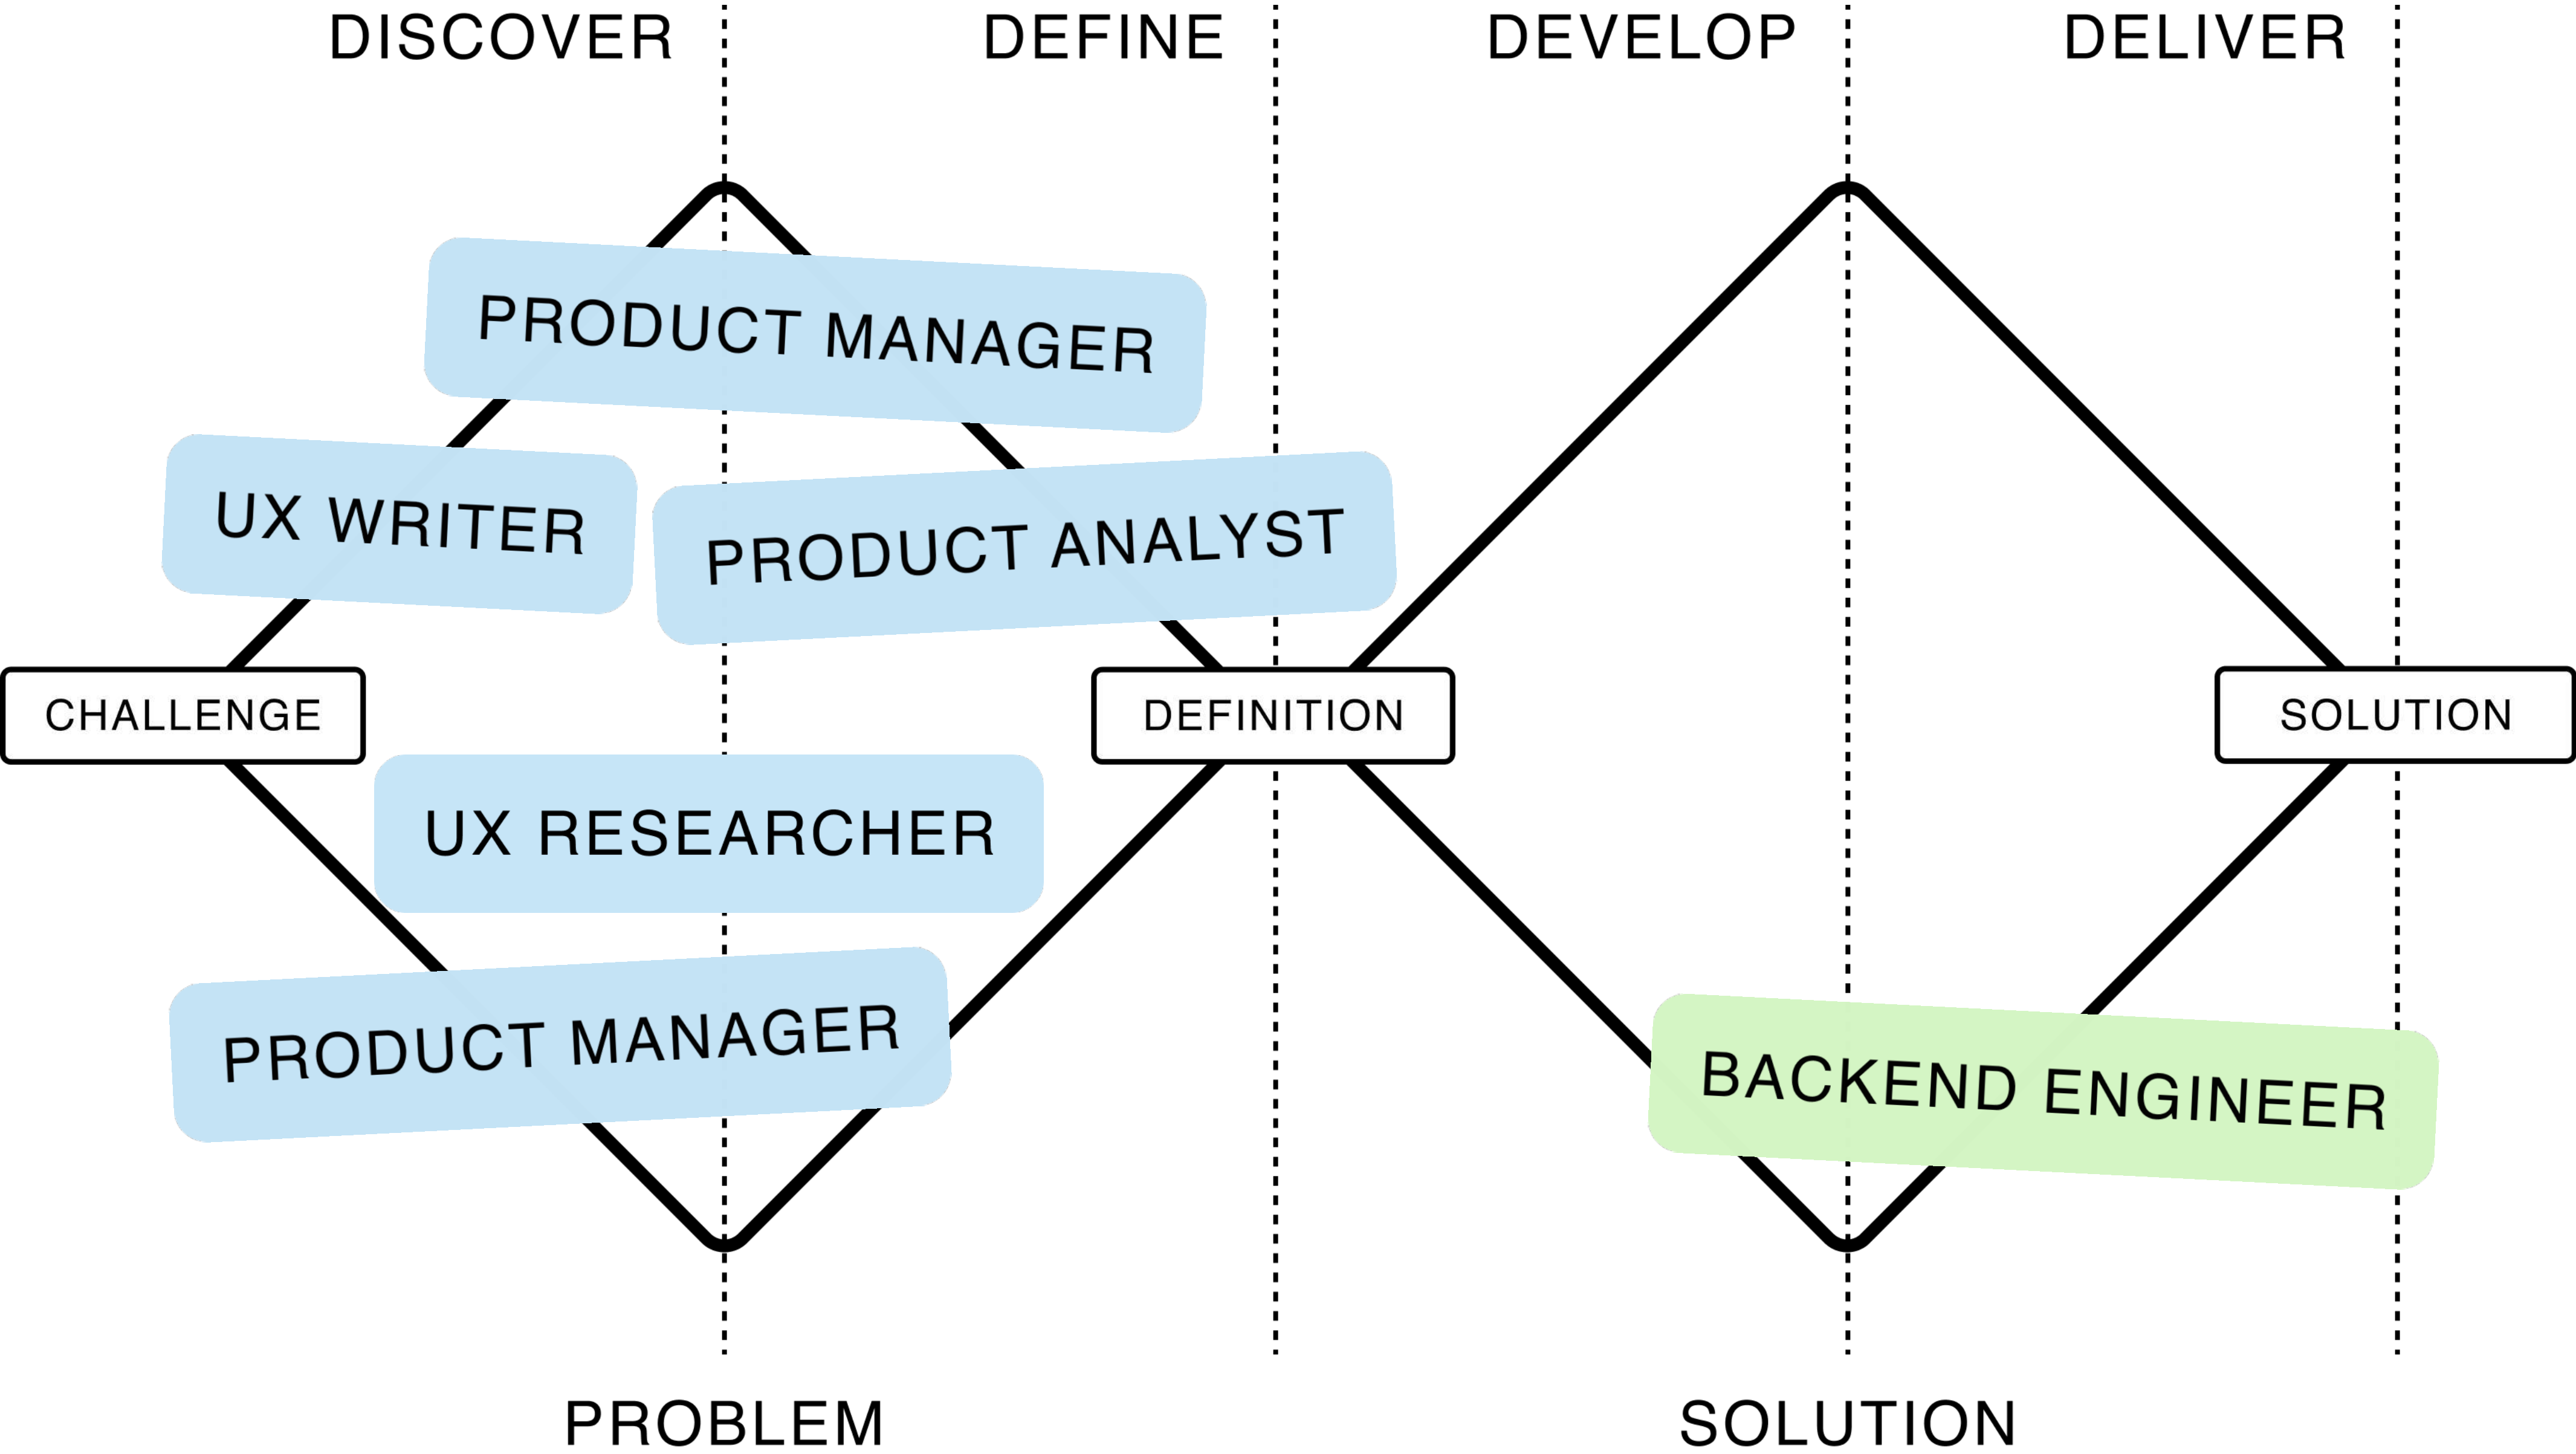 DISCOVER
DEFINE
DEVELOP
DELIVER
PRODUCT MANAGER
UX WRITER
PRODUCT ANALYST
CHALLENGE
DEFINITION
SOLUTION
UX RESEARCHER
PRODUCT MANAGER
BACKEND ENGINEER
PROBLEM
SOLUTION